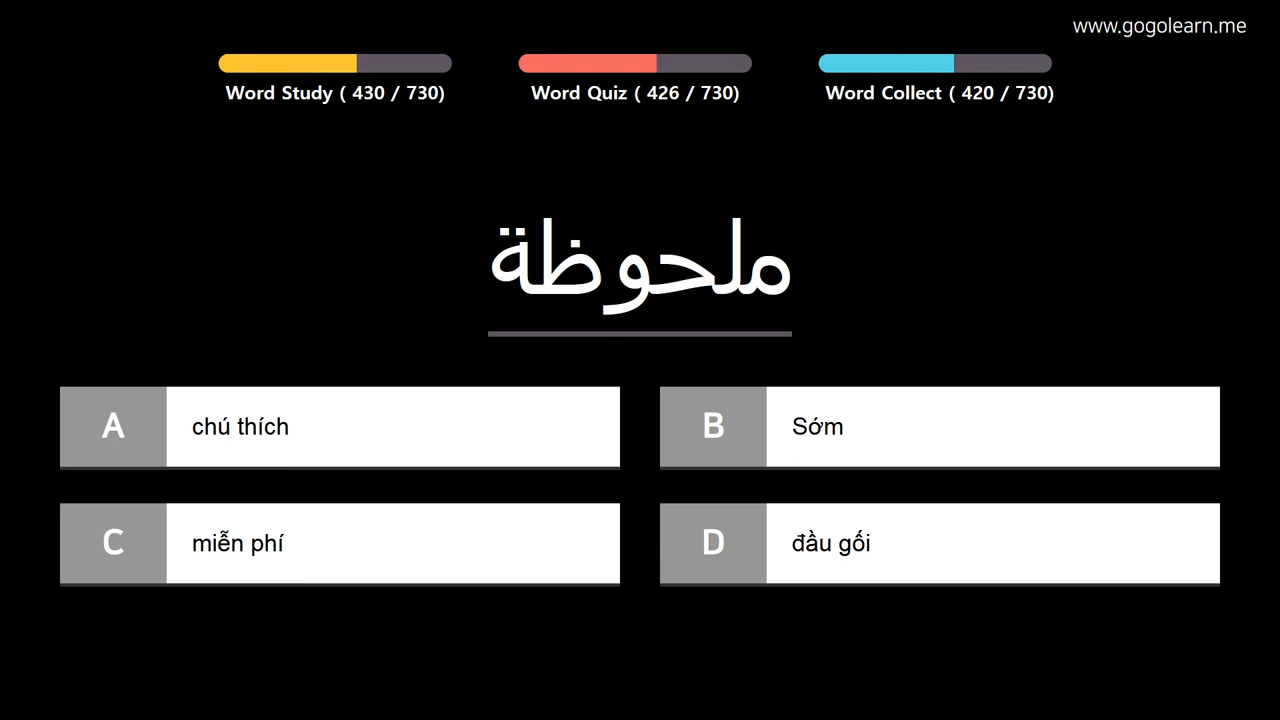 www.gogolearn.me
Word Study ( 430 / 730)
Word Quiz ( 426 / 730)
Word Collect ( 420 / 730)
ملحوظة
A chú thích
B Sớm
C miễn phí
D đầu gối